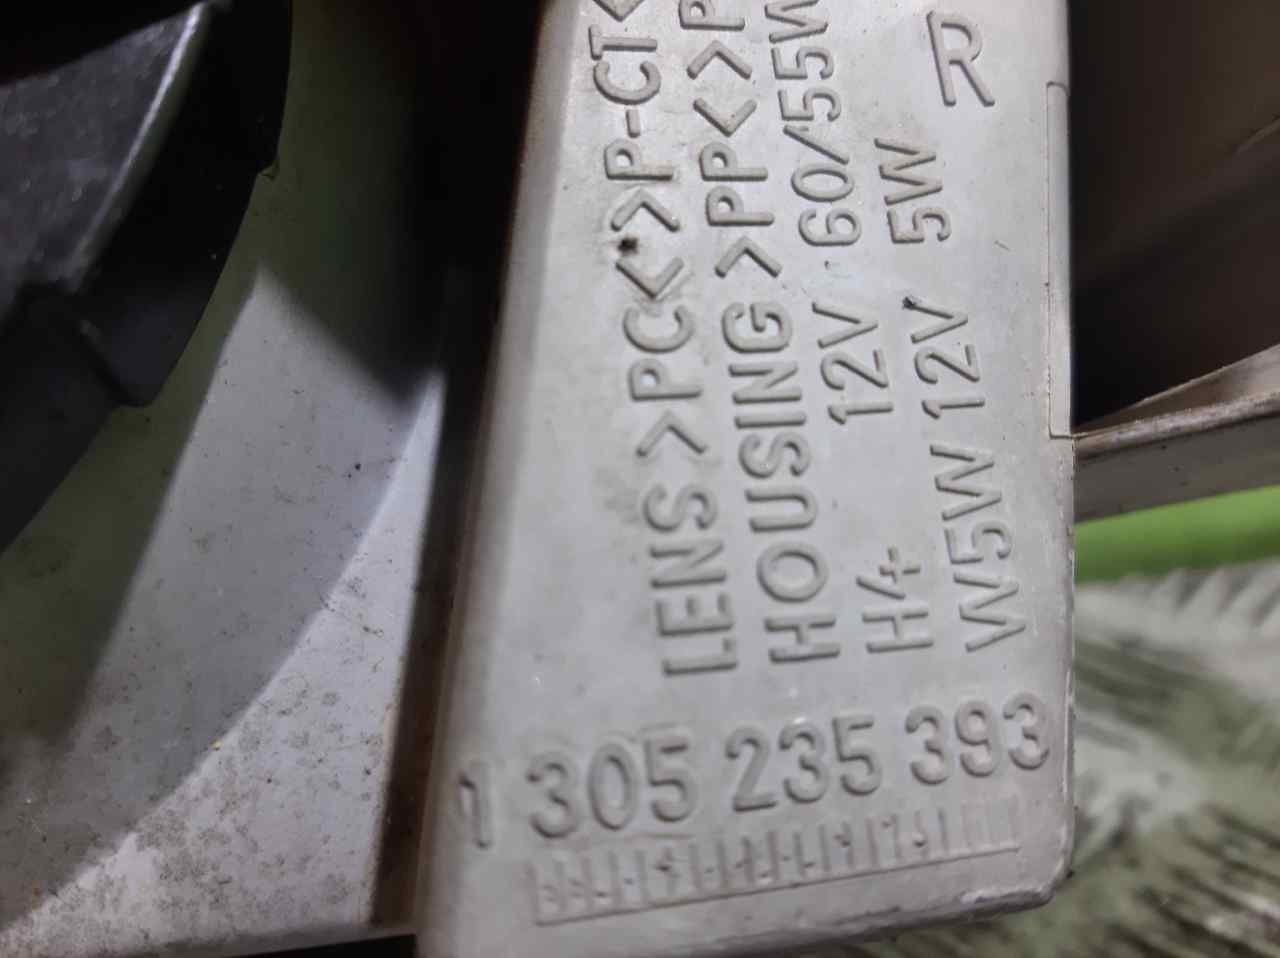 LENS >PC<>P-CT<
HOUSING >PP<>P
H4 12V 60/55W
W5W 12V 5W R
1 305 235 393